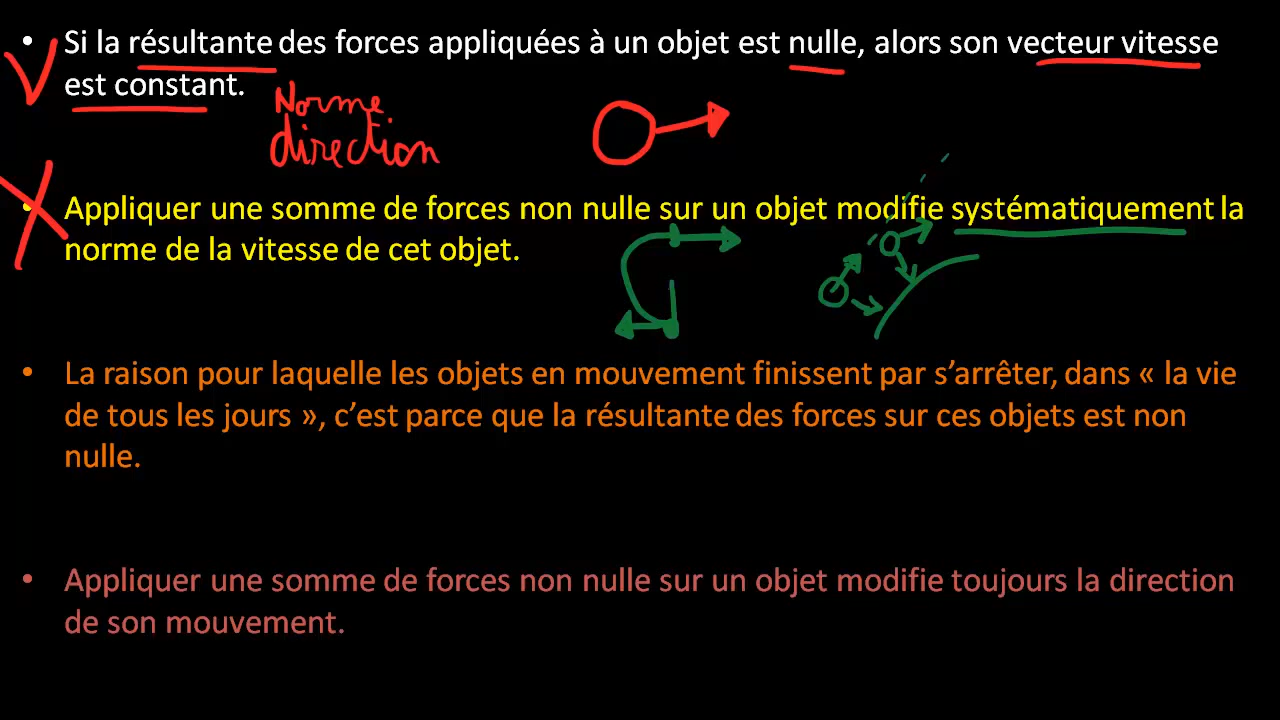 • Si la résultante des forces appliquées à un objet est nulle, alors son vecteur vitesse
est constant.
Norme
direction
• Appliquer une somme de forces non nulle sur un objet modifie systématiquement la
norme de la vitesse de cet objet.
• La raison pour laquelle les objets en mouvement finissent par s’arrêter, dans « la vie
de tous les jours », c’est parce que la résultante des forces sur ces objets est non
nulle.
• Appliquer une somme de forces non nulle sur un objet modifie toujours la direction
de son mouvement.